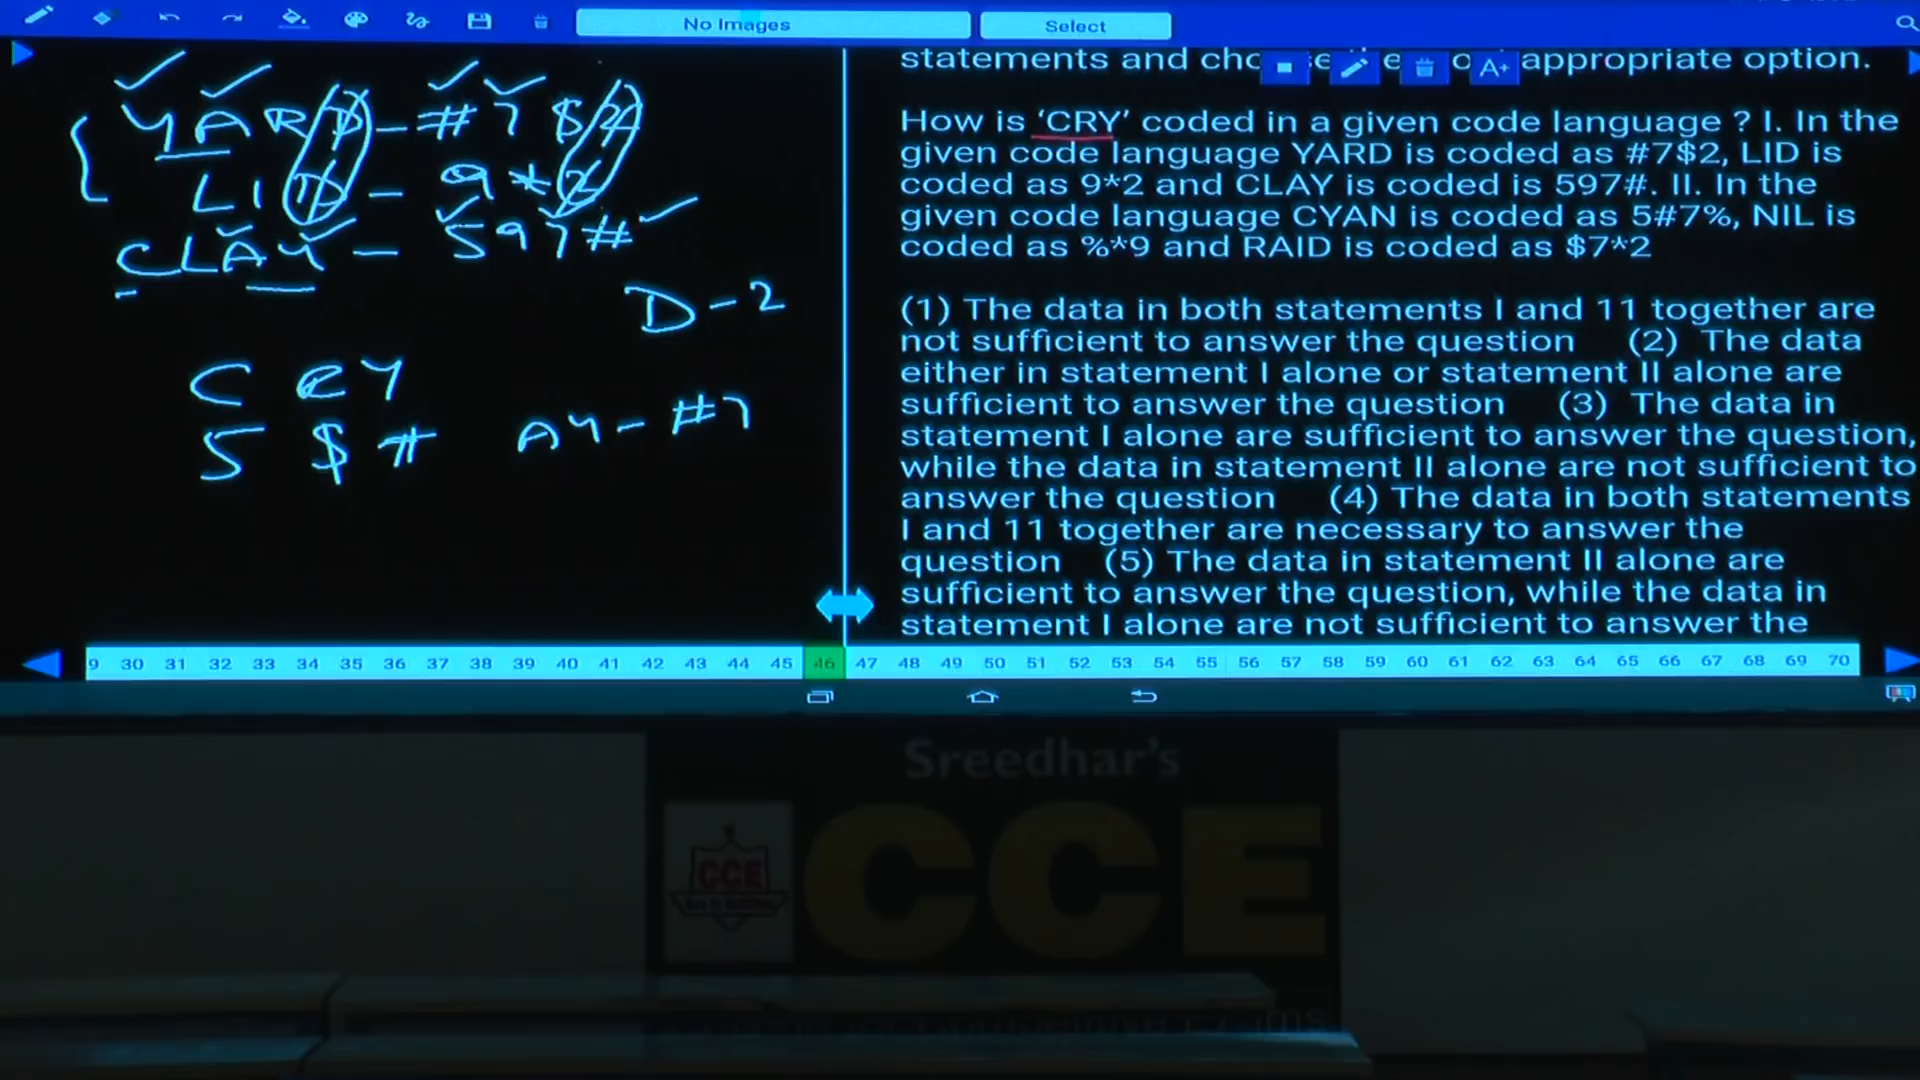 No Images
Select
YARD - #7$2
LID - 9*2
CLAY - 597#
D - 2
CRY
5$#
AY - #7
statements and choose the appropriate option.
A+
How is ‘CRY’ coded in a given code language ? I. In the
given code language YARD is coded as #7$2, LID is
coded as 9*2 and CLAY is coded is 597#. II. In the
given code language CYAN is coded as 5#7%, NIL is
coded as %*9 and RAID is coded as $7*2
(1) The data in both statements I and 11 together are
not sufficient to answer the question (2) The data
either in statement I alone or statement II alone are
sufficient to answer the question (3) The data in
statement I alone are sufficient to answer the question,
while the data in statement II alone are not sufficient to
answer the question (4) The data in both statements
I and 11 together are necessary to answer the
question (5) The data in statement II alone are
sufficient to answer the question, while the data in
statement I alone are not sufficient to answer the
9 30 31 32 33 34 35 36 37 38 39 40 41 42 43 44 45 46 47 48 49 50 51 52 53 54 55 56 57 58 59 60 61 62 63 64 65 66 67 68 69 70
Sreedhar's
CCE
CCE